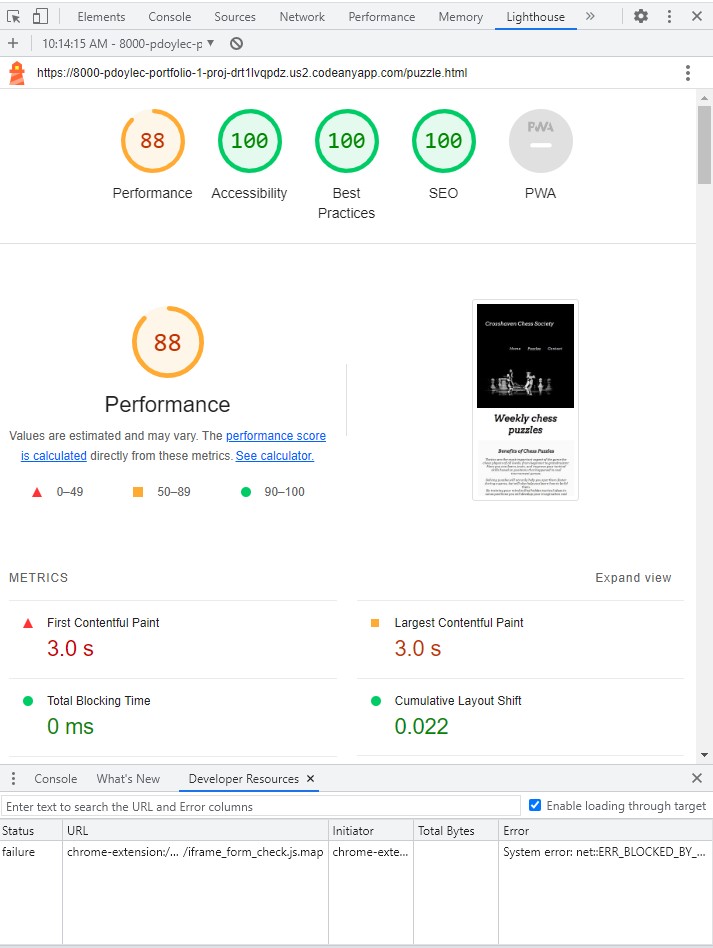 Elements Console Sources Network Performance Memory Lighthouse »
+ 10:14:15 AM - 8000-pdoylec-p ▼
https://8000-pdoylec-portfolio-1-proj-drt1lvqpdz.us2.codeanyapp.com/puzzle.html
88 100 100 100 PWA
Performance Accessibility Best SEO PWA
Practices
88
Performance
Values are estimated and may vary. The performance score
is calculated directly from these metrics. See calculator.
0–49 50–89 90–100
Crosshaven Chess Society
Home Puzzles Contact
Weekly chess
puzzles
Benefits of Chess Puzzles
METRICS Expand view
First Contentful Paint Largest Contentful Paint
3.0 s 3.0 s
Total Blocking Time Cumulative Layout Shift
0 ms 0.022
Console What's New Developer Resources ×
Enter text to search the URL and Error columns Enable loading through target
Status URL Initiator Total Bytes Error
failure chrome-extension:/... /iframe_form_check.js.map chrome-exte... System error: net::ERR_BLOCKED_BY_...